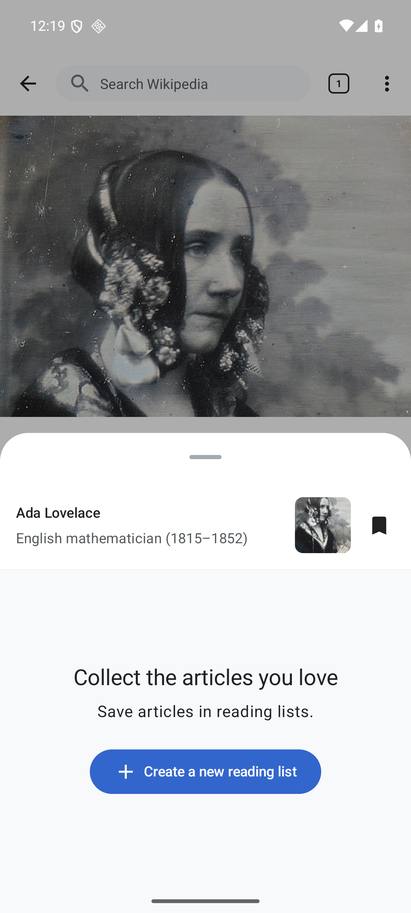 12:19
Search Wikipedia
1
Ada Lovelace
English mathematician (1815–1852)
Collect the articles you love
Save articles in reading lists.
Create a new reading list